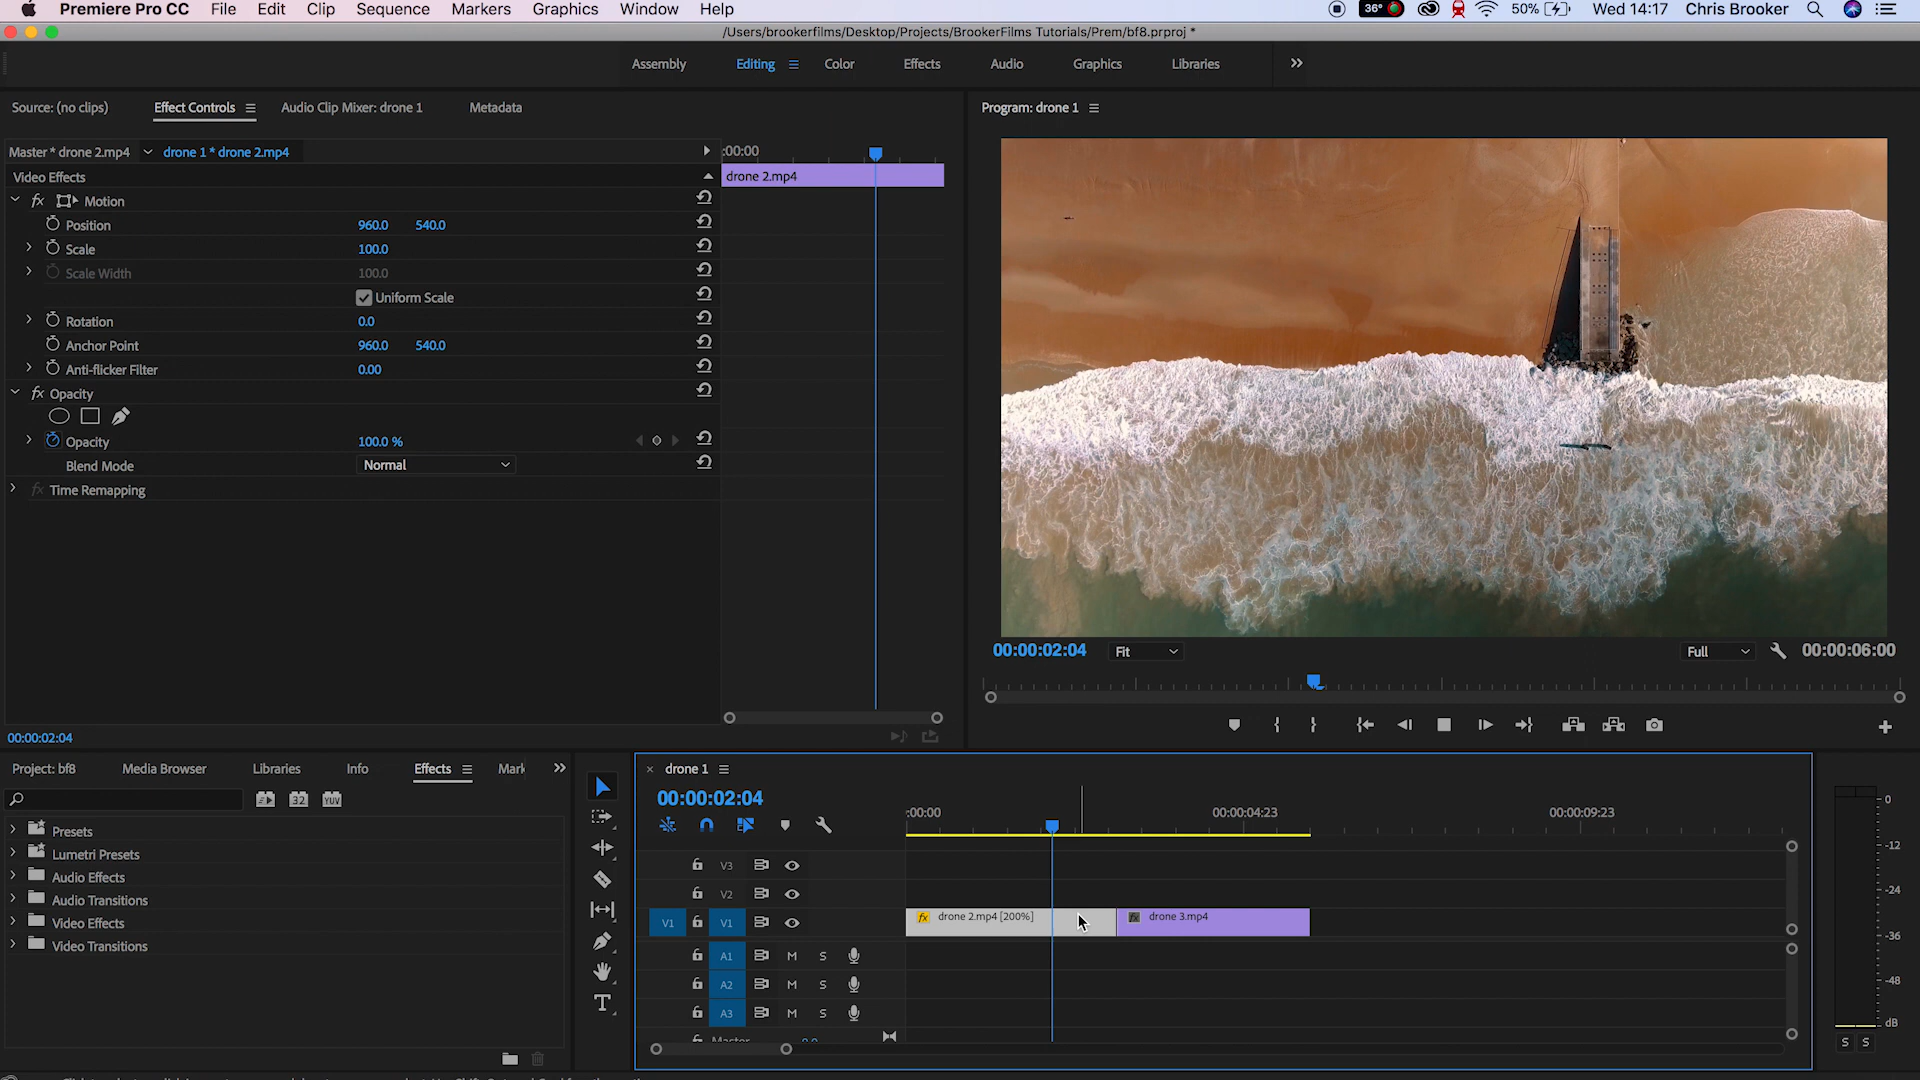 Premiere Pro CC File Edit Clip Sequence Markers Graphics Window Help 36° 50% Wed 14:17 Chris Brooker
/Users/brookerfilms/Desktop/Projects/BrookerFilms Tutorials/Prem/bf8.prproj *
Assembly Editing Color Effects Audio Graphics Libraries
Source: (no clips) Effect Controls Audio Clip Mixer: drone 1 Metadata
Program: drone 1
Master * drone 2.mp4 drone 1 * drone 2.mp4 :00:00
Video Effects drone 2.mp4
fx Motion
Position 960.0 540.0
Scale 100.0
Scale Width 100.0
Uniform Scale
Rotation 0.0
Anchor Point 960.0 540.0
Anti-flicker Filter 0.00
fx Opacity
Opacity 100.0 %
Blend Mode Normal
fx Time Remapping
00:00:02:04 Fit Full 00:00:06:00
00:00:02:04
Project: bf8 Media Browser Libraries Info Effects Mark
32 YUV
Presets
Lumetri Presets
Audio Effects
Audio Transitions
Video Effects
Video Transitions
drone 1
00:00:02:04
:00:00 00:00:04:23 00:00:09:23
V3
V2
V1 V1 fx drone 2.mp4 [200%] fx drone 3.mp4
A1 M S
A2 M S
A3 M S
Master
0
-12
-24
-36
-48
dB
S S